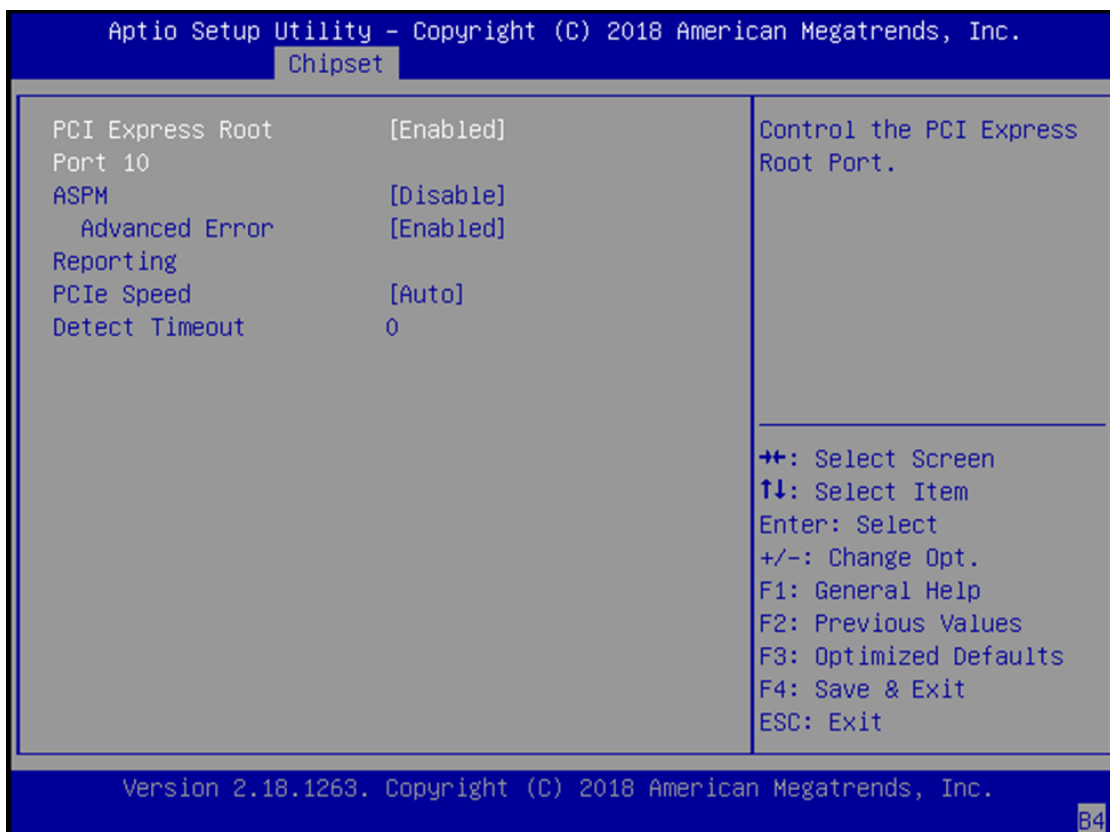 Aptio Setup Utility – Copyright (C) 2018 American Megatrends, Inc.
Chipset
PCI Express Root Port 10 [Enabled]
ASPM [Disable]
Advanced Error Reporting [Enabled]
PCIe Speed [Auto]
Detect Timeout 0
Control the PCI Express
Root Port.
→←: Select Screen
↑↓: Select Item
Enter: Select
+/-: Change Opt.
F1: General Help
F2: Previous Values
F3: Optimized Defaults
F4: Save & Exit
ESC: Exit
Version 2.18.1263. Copyright (C) 2018 American Megatrends, Inc.
B4